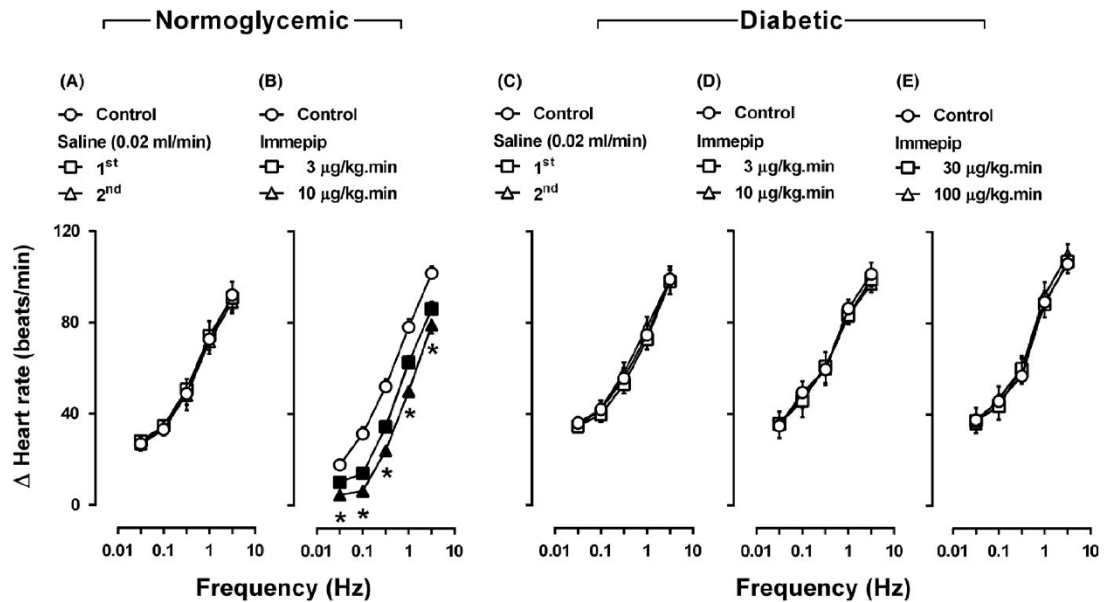 Normoglycemic
Diabetic
(A)
Control
Saline (0.02 ml/min)
1st
2nd
(B)
Control
Immepip
3 µg/kg.min
10 µg/kg.min
(C)
Control
Saline (0.02 ml/min)
1st
2nd
(D)
Control
Immepip
3 µg/kg.min
10 µg/kg.min
(E)
Control
Immepip
30 µg/kg.min
100 µg/kg.min
Δ Heart rate (beats/min)
120
80
40
0
* * * * *
0.01 0.1 1 10
0.01 0.1 1 10
0.01 0.1 1 10
0.01 0.1 1 10
0.01 0.1 1 10
Frequency (Hz)
Frequency (Hz)